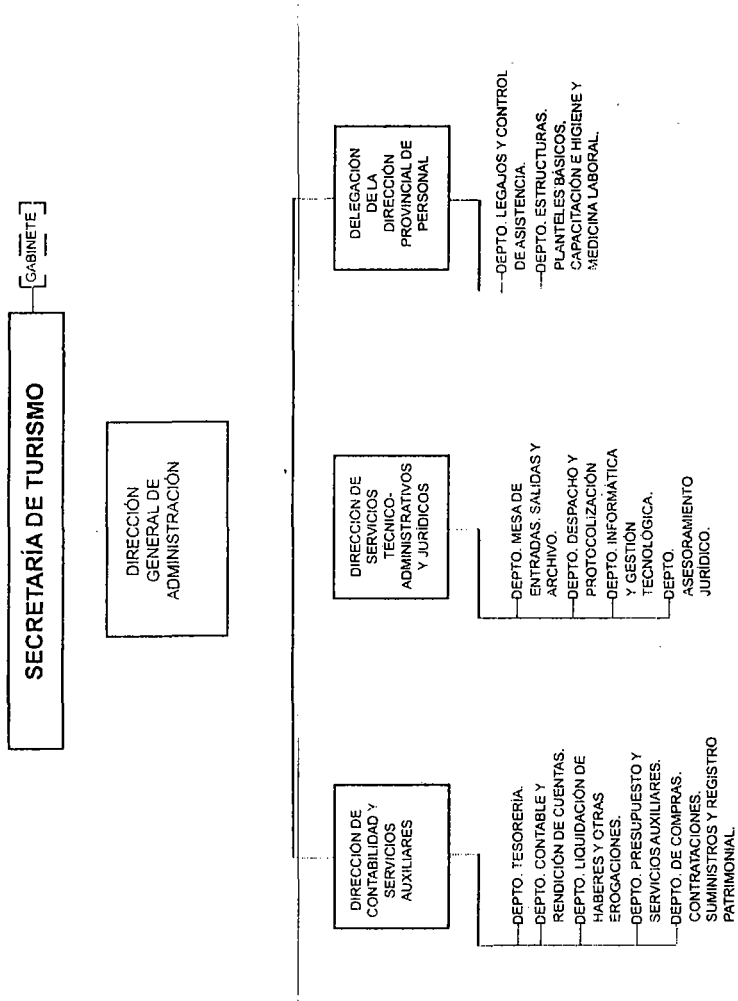 SECRETARÍA DE TURISMO
GABINETE
DIRECCIÓN
GENERAL DE
ADMINISTRACIÓN
DIRECCIÓN DE
CONTABILIDAD Y
SERVICIOS
AUXILIARES
DEPTO. TESORERÍA.
DEPTO. CONTABLE Y
RENDICIÓN DE CUENTAS.
DEPTO. LIQUIDACIÓN DE
HABERES Y OTRAS
EROGACIONES.
DEPTO. PRESUPUESTO Y
SERVICIOS AUXILIARES.
DEPTO. DE COMPRAS.
CONTRATACIONES.
SUMINISTROS Y REGISTRO
PATRIMONIAL.
DIRECCION DE
SERVICIOS
TECNICO-
ADMINISTRATIVOS
Y JURÍDICOS
DEPTO. MESA DE
ENTRADAS. SALIDAS Y
ARCHIVO.
DEPTO. DESPACHO Y
PROTOCOLIZACIÓN
DEPTO. INFORMÁTICA
Y GESTIÓN
TECNOLÓGICA.
DEPTO.
ASESORAMIENTO
JURÍDICO.
DELEGACIÓN
DE LA
DIRECCIÓN
PROVINCIAL DE
PERSONAL
DEPTO. LEGAJOS Y CONTROL
DE ASISTENCIA.
DEPTO. ESTRUCTURAS.
PLANTELES BÁSICOS.
CAPACITACIÓN E HIGIENE Y
MEDICINA LABORAL.